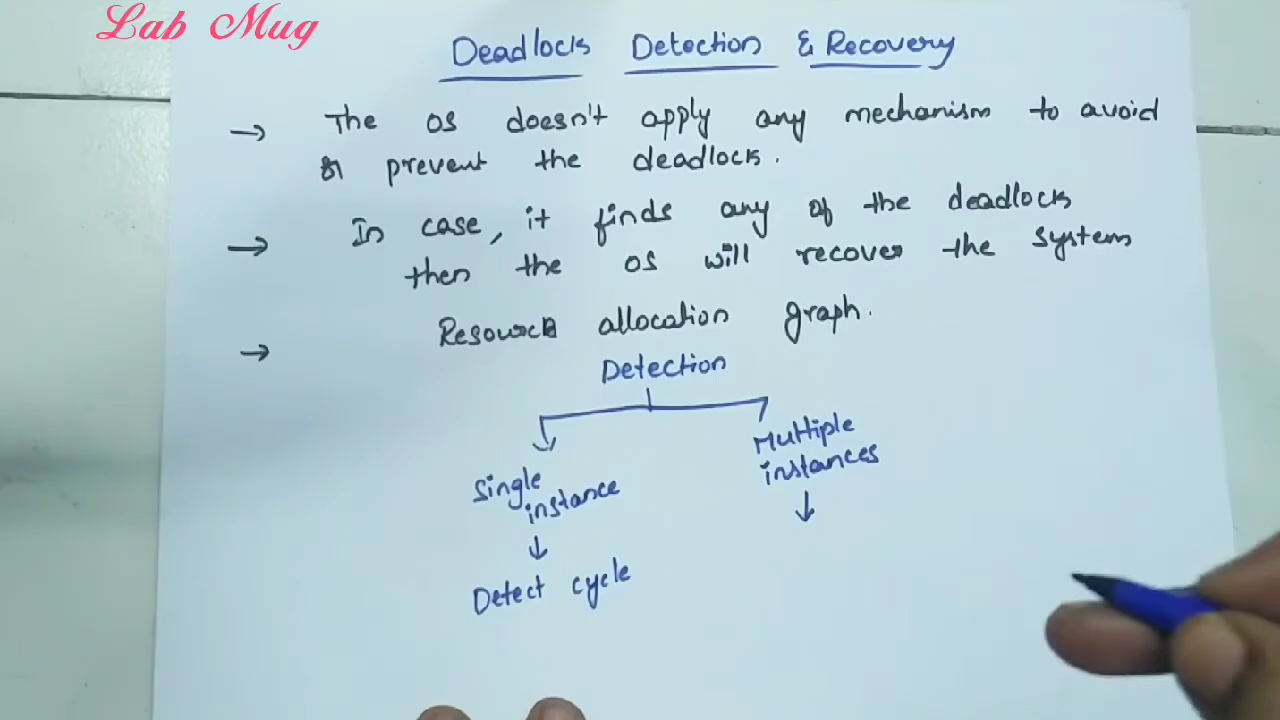 Lab Mug
Deadlocks Detection & Recovery
→ The OS doesn't apply any mechanism to avoid
or prevent the deadlock.
→ In case, it finds any of the deadlocks
then the OS will recover the system
→ Resource allocation graph.
Detection
Single
instance
Multiple
instances
Detect cycle